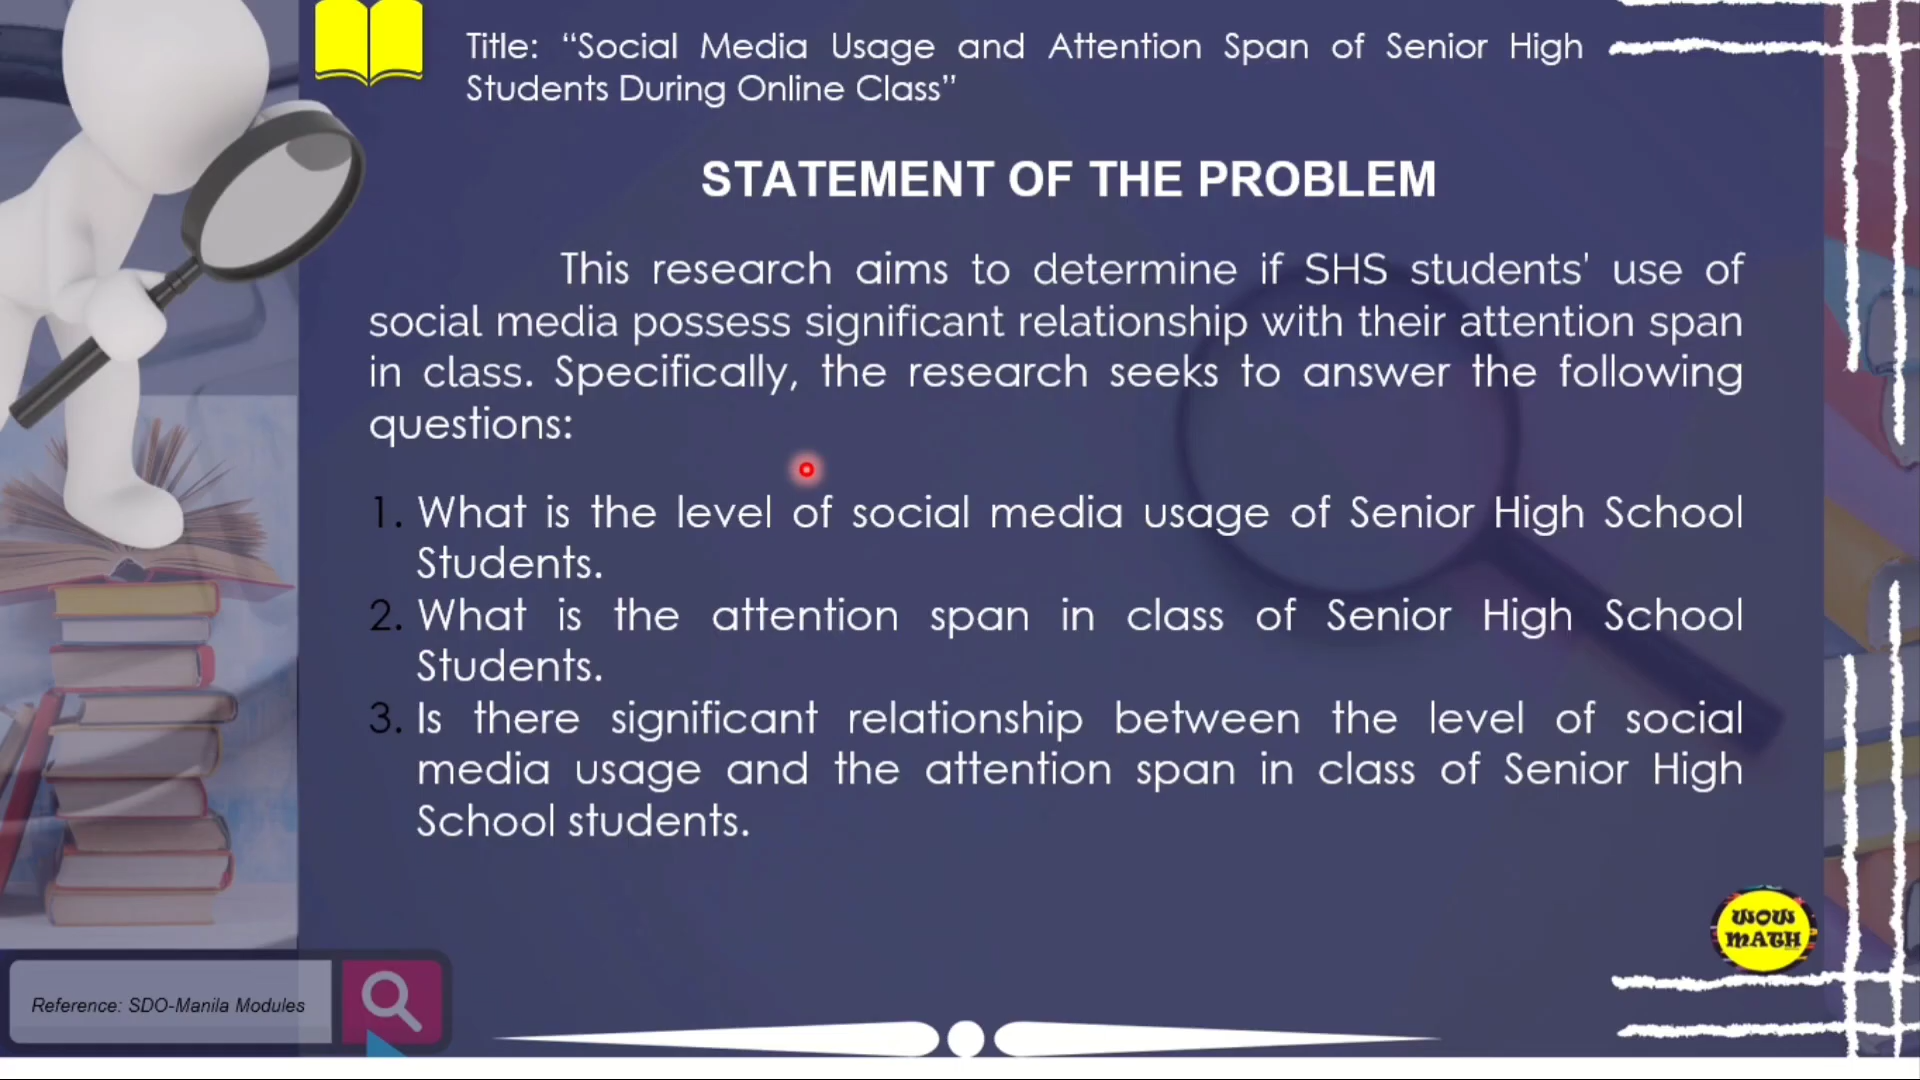 Title: “Social Media Usage and Attention Span of Senior High
Students During Online Class”
STATEMENT OF THE PROBLEM
This research aims to determine if SHS students’ use of
social media possess significant relationship with their attention span
in class. Specifically, the research seeks to answer the following
questions:
1. What is the level of social media usage of Senior High School
Students.
2. What is the attention span in class of Senior High School
Students.
3. Is there significant relationship between the level of social
media usage and the attention span in class of Senior High
School students.
WOW
MATH
Reference: SDO-Manila Modules